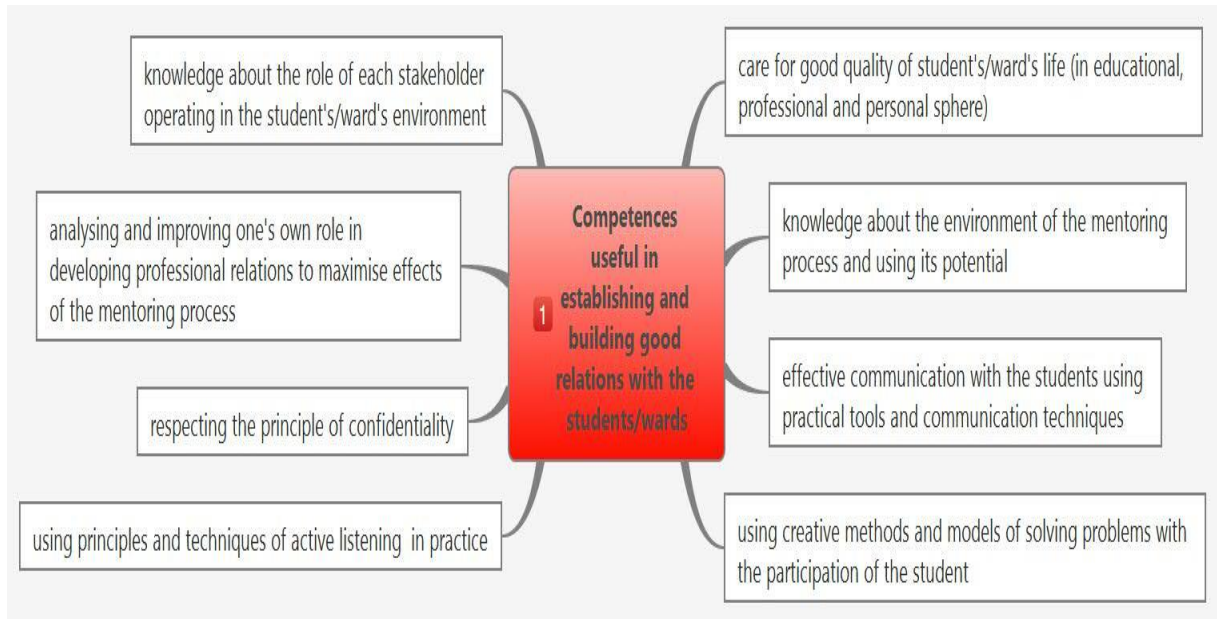 knowledge about the role of each stakeholder
operating in the student's/ward's environment
analysing and improving one's own role in
developing professional relations to maximise effects
of the mentoring process
respecting the principle of confidentiality
using principles and techniques of active listening in practice
1
Competences
useful in
establishing and
building good
relations with the
students/wards
care for good quality of student's/ward's life (in educational,
professional and personal sphere)
knowledge about the environment of the mentoring
process and using its potential
effective communication with the students using
practical tools and communication techniques
using creative methods and models of solving problems with
the participation of the student